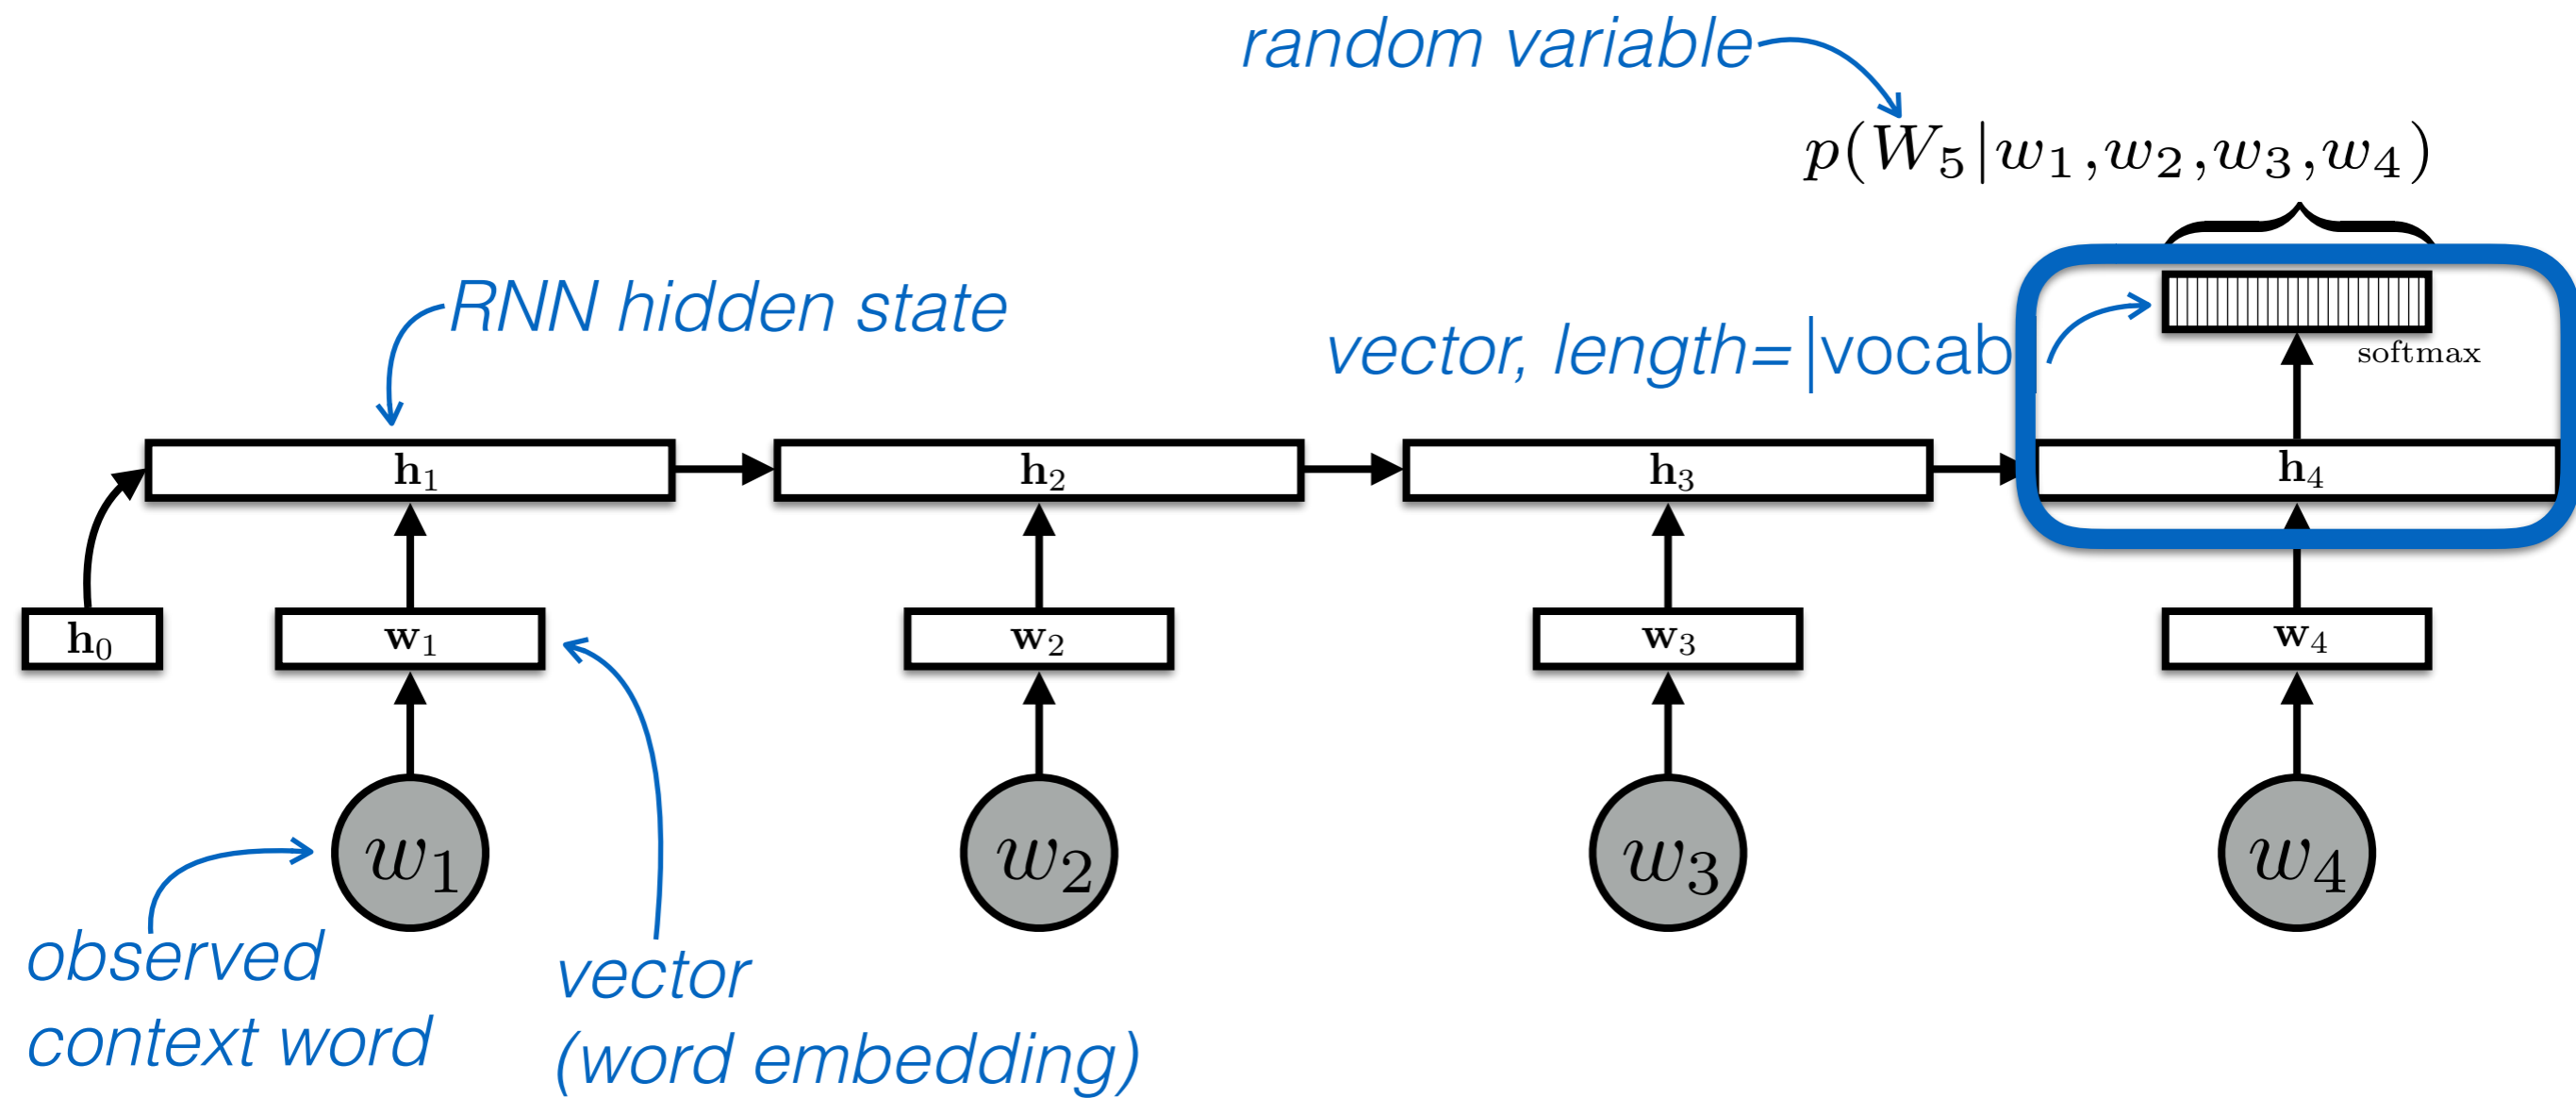 random variable
p(W₅|w₁,w₂,w₃,w₄)
RNN hidden state
vector, length=|vocab|
softmax
h₁
h₂
h₃
h₄
h₀
w₁
w₂
w₃
w₄
w₁
w₂
w₃
w₄
observed
context word
vector
(word embedding)